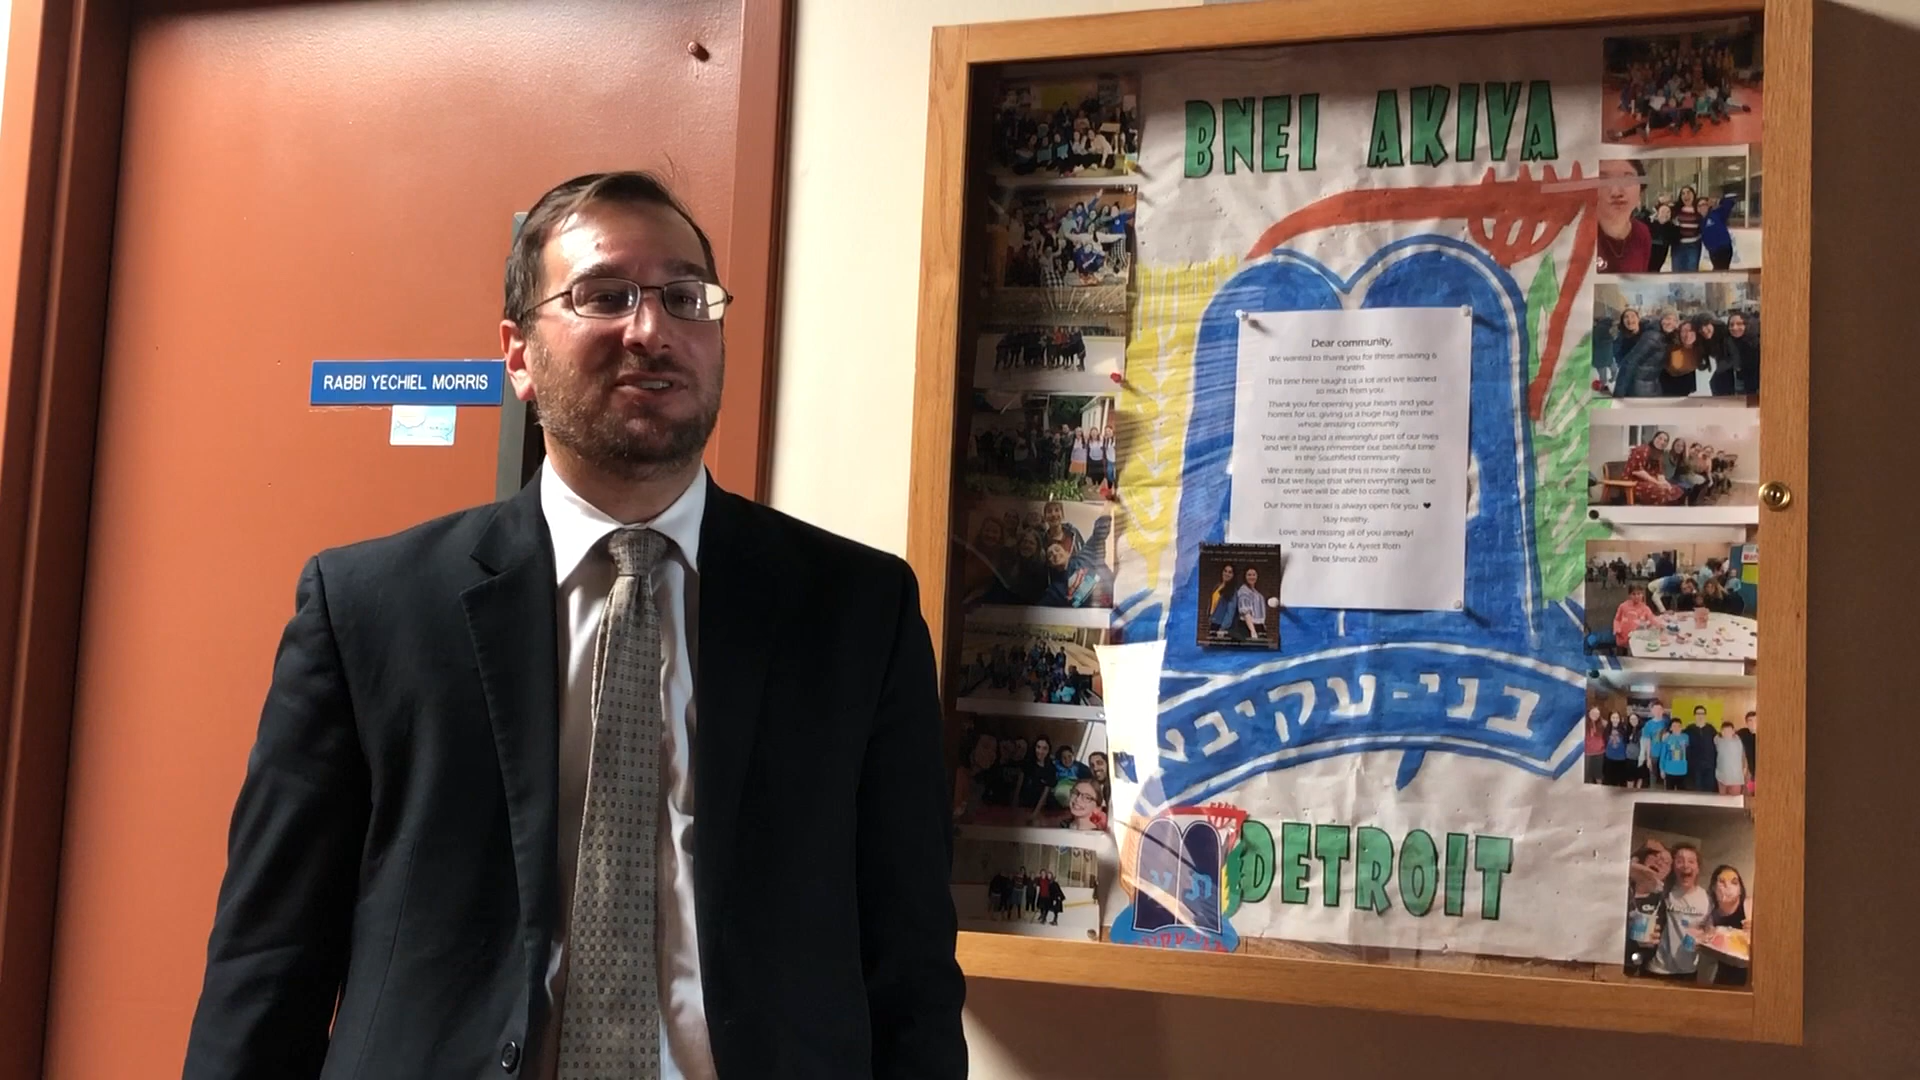 RABBI YECHIEL MORRIS
BNEI AKIVA
Dear community,
We wanted to thank you for these amazing 6
months.
This time here taught us a lot and we learned
so much from you.
Thank you for opening your hearts and your
homes for us, giving us a huge hug from the
whole amazing community.
You are a big and a meaningful part of our lives
and we'll always remember our beautiful time
in the Southfield community
We are really sad that this is how it needs to
end but we hope that when everything will be
over we will be able to come back.
Our home in Israel is always open for you ♥
Stay healthy.
Love, and missing all of you already!
Shira Van Dyke & Ayelet Roth
Bnot Sherut 2020
בני-עקיבא
ת ע
DETROIT